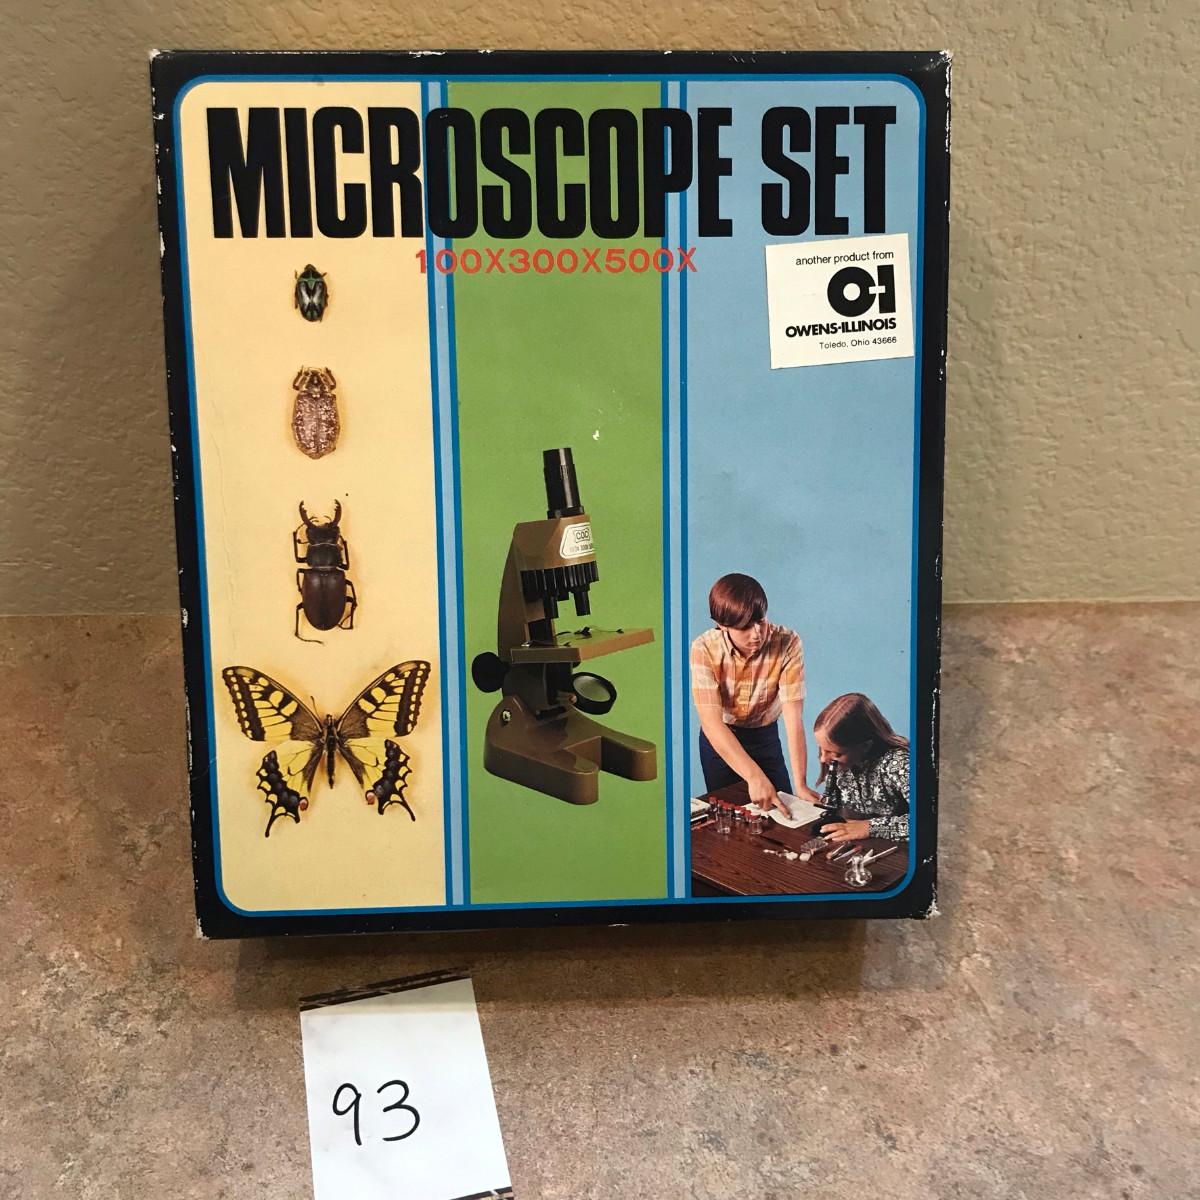 MICROSCOPE SET
100X300X500X
another product from
O-I
OWENS-ILLINOIS
Toledo, Ohio 43666
93